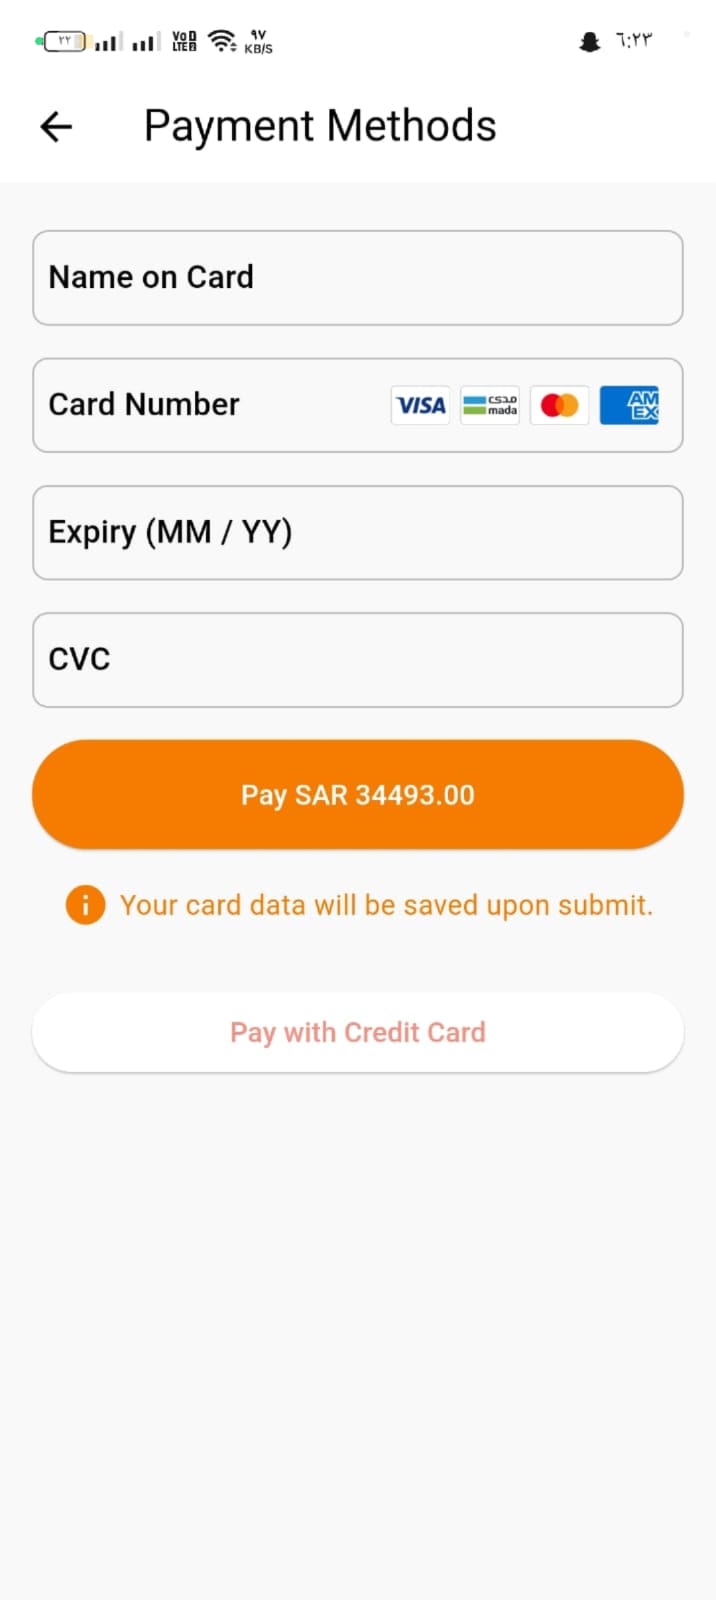 ٢٢ VoD LTE 2 ٩٧ KB/S ٦:٢٣
Payment Methods
Name on Card
Card Number VISA مدى mada AM EX
Expiry (MM / YY)
CVC
Pay SAR 34493.00
i Your card data will be saved upon submit.
Pay with Credit Card